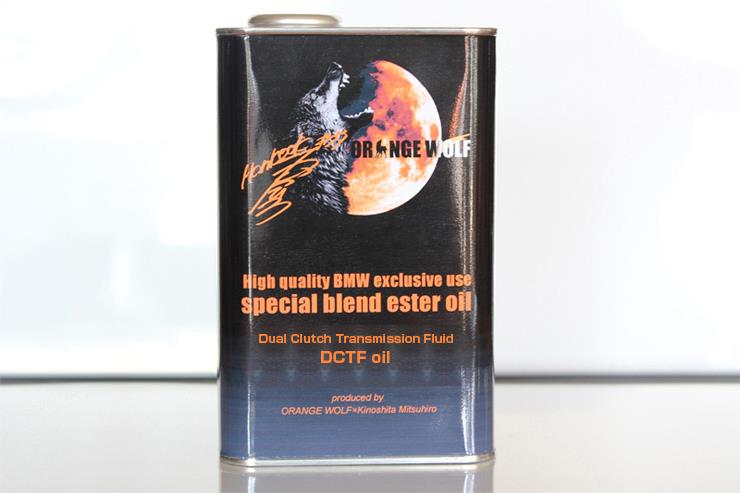 ORANGE WOLF
High quality BMW exclusive use
special blend ester oil
Dual Clutch Transmission Fluid
DCTF oil
produced by
ORANGE WOLF×Kinoshita Mitsuhiro